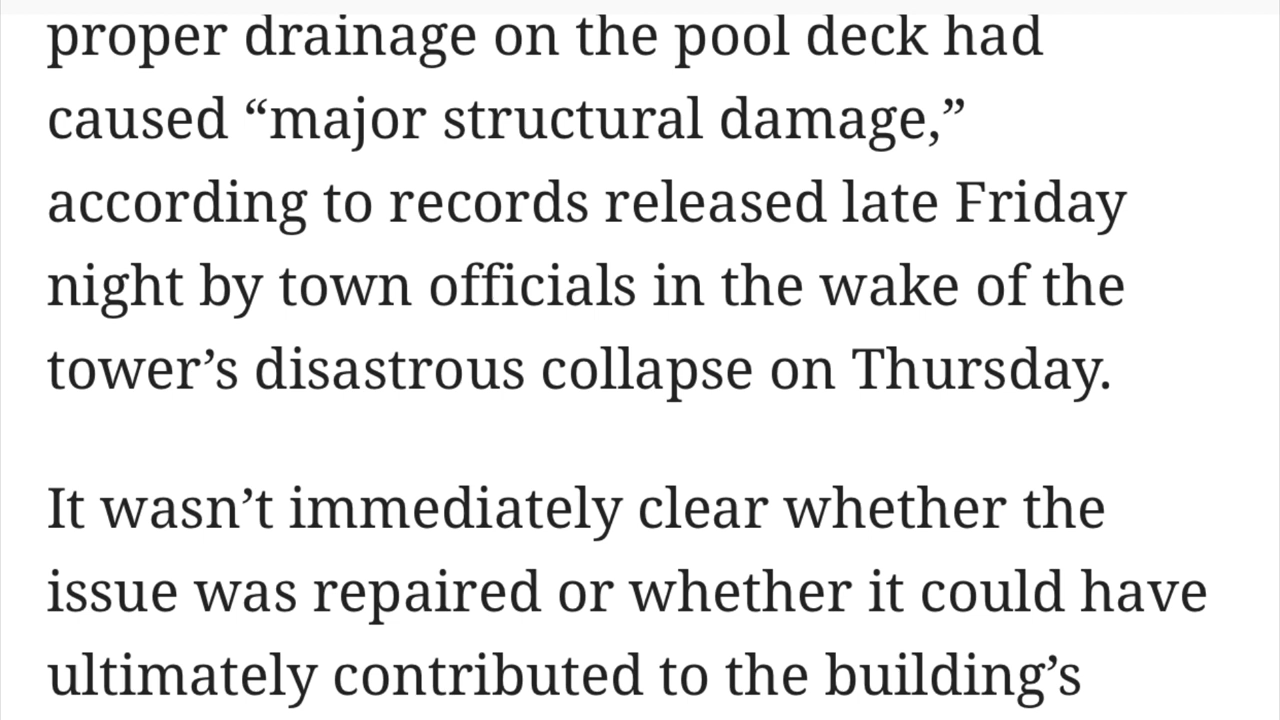 proper drainage on the pool deck had
caused “major structural damage,”
according to records released late Friday
night by town officials in the wake of the
tower’s disastrous collapse on Thursday.
It wasn’t immediately clear whether the
issue was repaired or whether it could have
ultimately contributed to the building’s